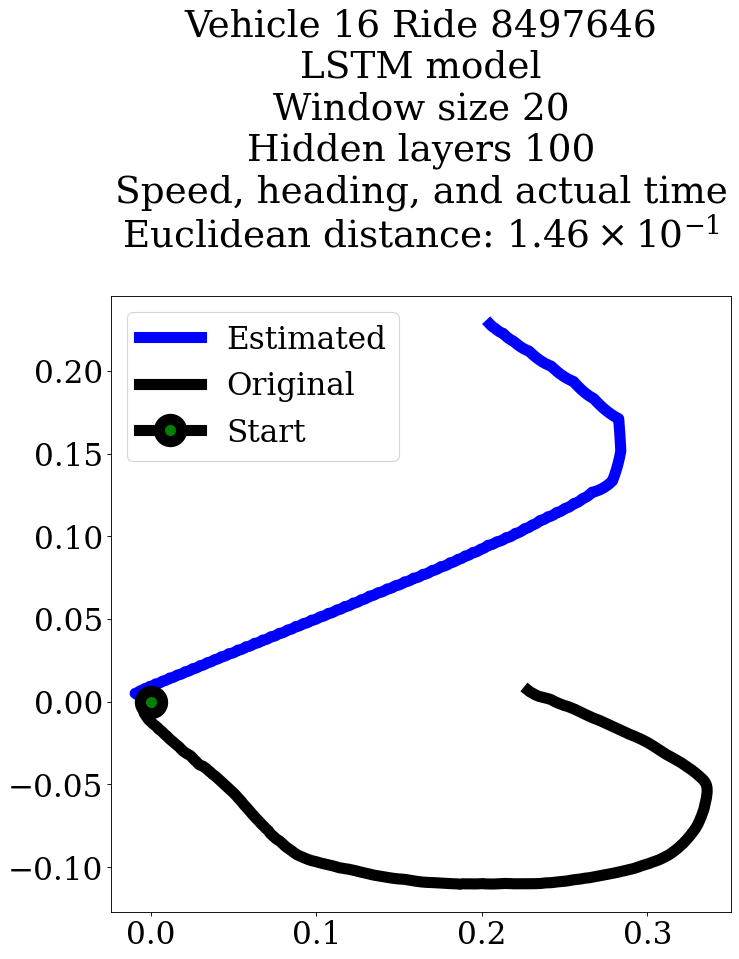 Vehicle 16 Ride 8497646
LSTM model
Window size 20
Hidden layers 100
Speed, heading, and actual time
Euclidean distance: 1.46 × 10⁻¹
Estimated
Original
Start
0.20
0.15
0.10
0.05
0.00
−0.05
−0.10
0.0 0.1 0.2 0.3